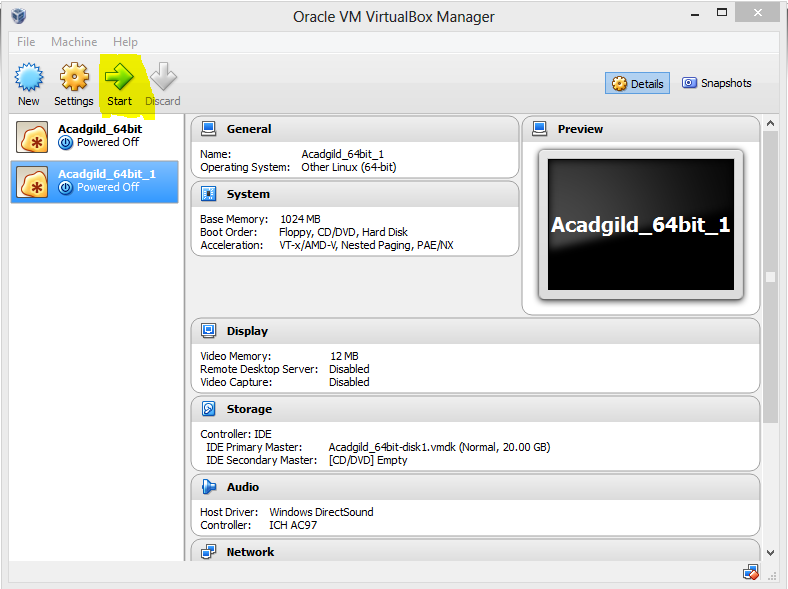 Oracle VM VirtualBox Manager
File Machine Help
New Settings Start Discard
Details Snapshots
Acadgild_64bit
Powered Off
Acadgild_64bit_1
Powered Off
General
Name: Acadgild_64bit_1
Operating System: Other Linux (64-bit)
System
Base Memory: 1024 MB
Boot Order: Floppy, CD/DVD, Hard Disk
Acceleration: VT-x/AMD-V, Nested Paging, PAE/NX
Preview
Acadgild_64bit_1
Display
Video Memory: 12 MB
Remote Desktop Server: Disabled
Video Capture: Disabled
Storage
Controller: IDE
IDE Primary Master: Acadgild_64bit-disk1.vmdk (Normal, 20.00 GB)
IDE Secondary Master: [CD/DVD] Empty
Audio
Host Driver: Windows DirectSound
Controller: ICH AC97
Network